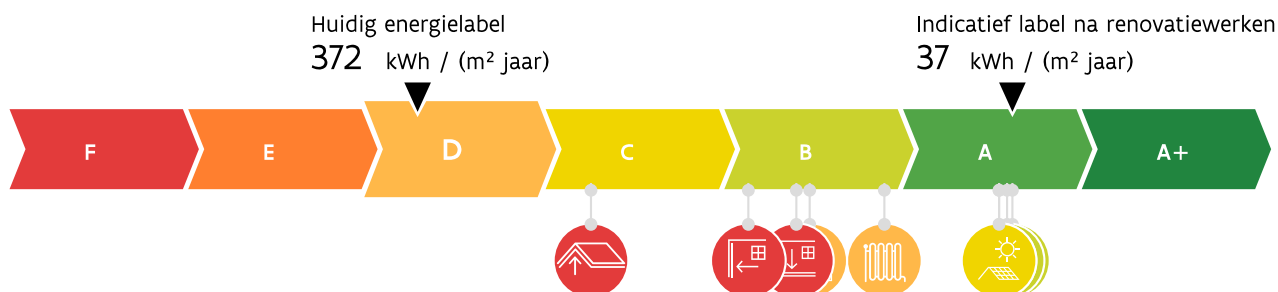 Huidig energielabel
372 kWh / (m² jaar)
Indicatief label na renovatiewerken
37 kWh / (m² jaar)
F E D C B A A+